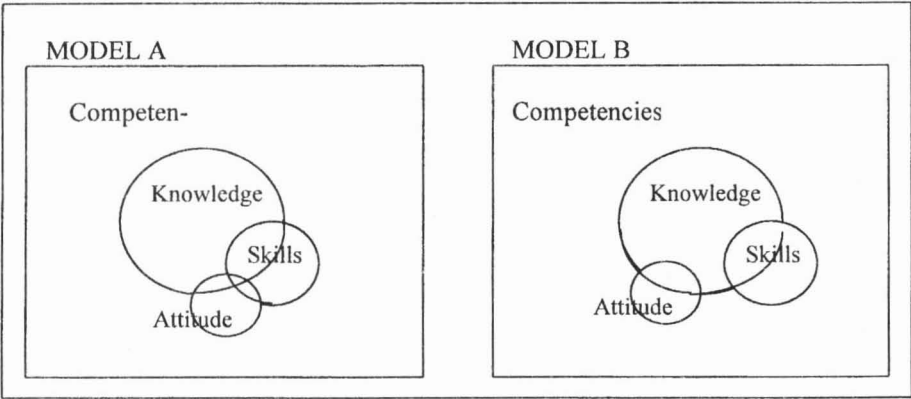 MODEL A
Competen-
Knowledge
Skills
Attitude
MODEL B
Competencies
Knowledge
Skills
Attitude